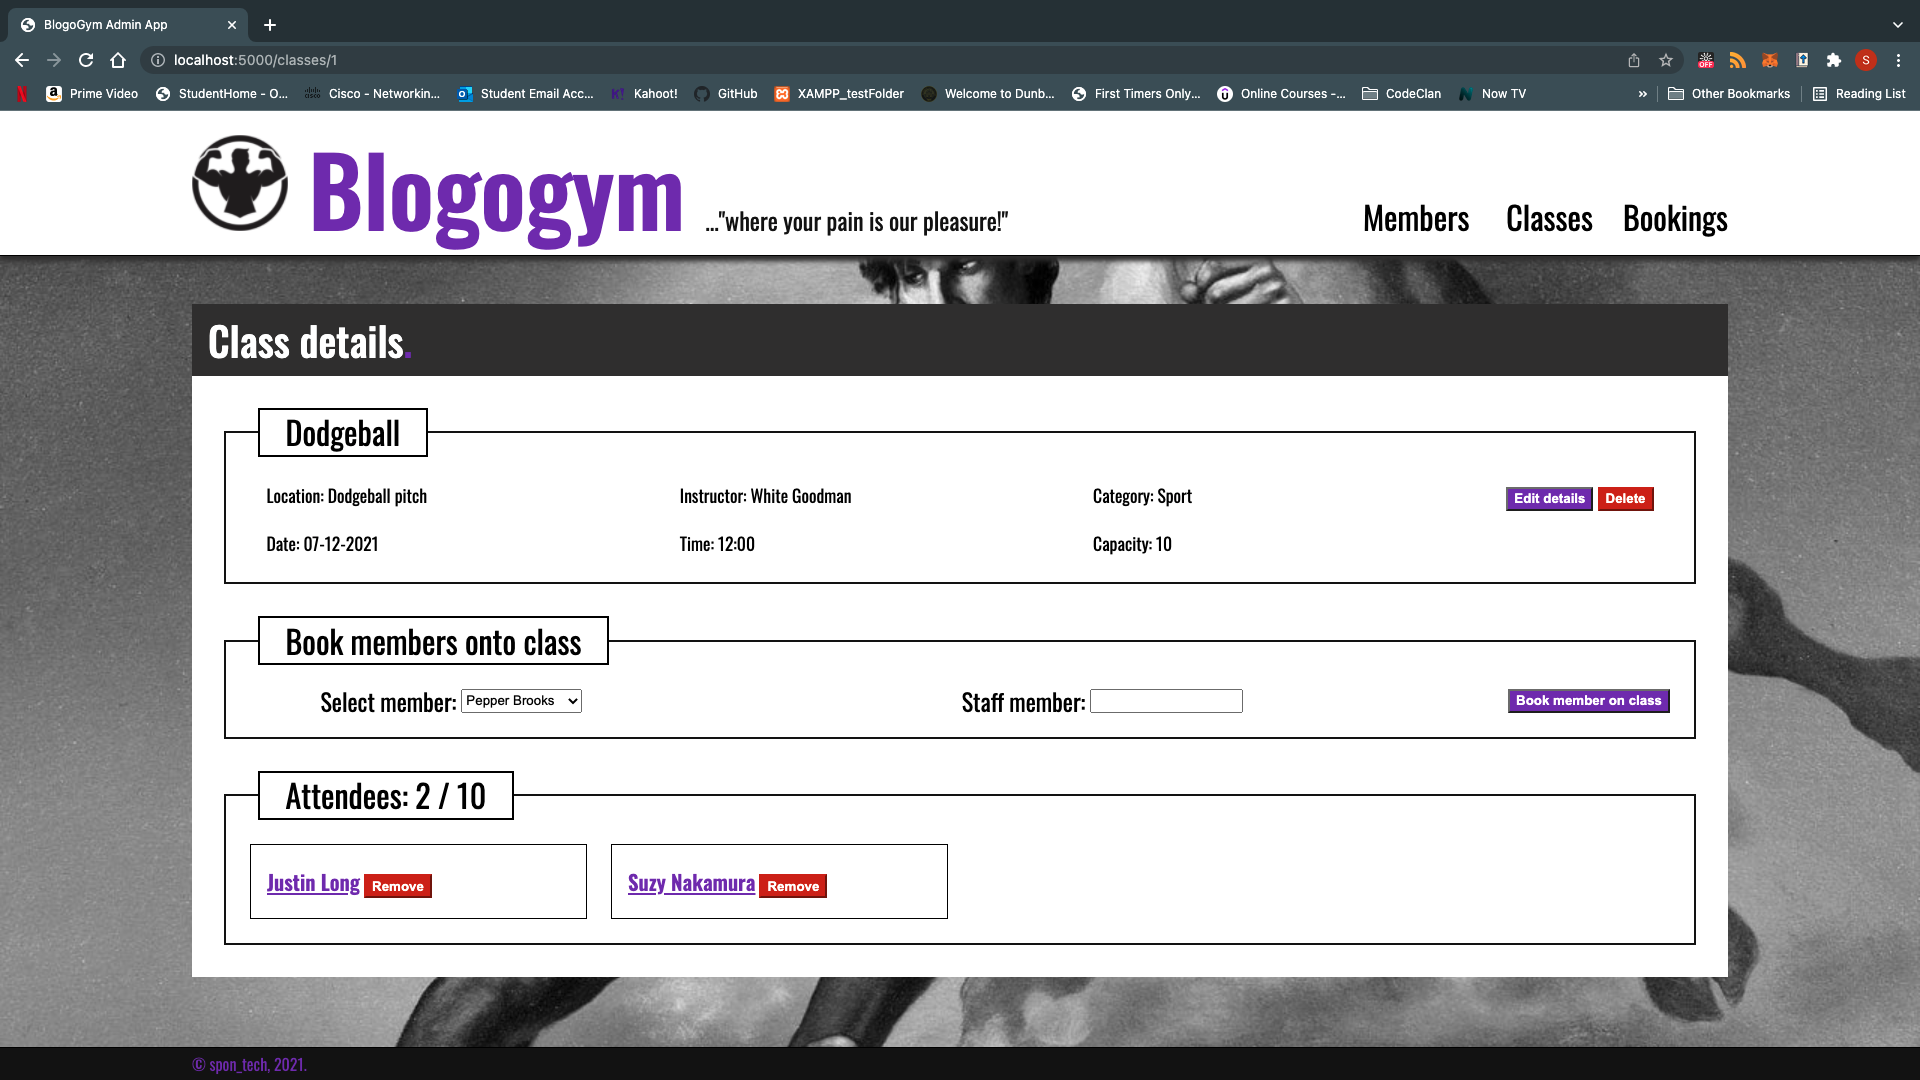 BlogoGym Admin App
localhost:5000/classes/1
OFF
S
Prime Video
StudentHome - O...
Cisco - Networkin...
Student Email Acc...
Kahoot!
GitHub
XAMPP_testFolder
Welcome to Dunb...
First Timers Only...
Online Courses -...
CodeClan
Now TV
»
Other Bookmarks
Reading List
Blogogym
..."where your pain is our pleasure!"
Members
Classes
Bookings
Class details.
Dodgeball
Location: Dodgeball pitch
Instructor: White Goodman
Category: Sport
Edit details
Delete
Date: 07-12-2021
Time: 12:00
Capacity: 10
Book members onto class
Select member: Pepper Brooks
Staff member:
Book member on class
Attendees: 2 / 10
Justin Long Remove
Suzy Nakamura Remove
© spon_tech, 2021.